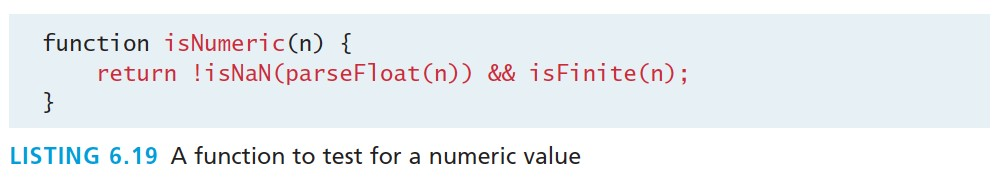 function isNumeric(n) {
    return !isNaN(parseFloat(n)) && isFinite(n);
}
LISTING 6.19 A function to test for a numeric value